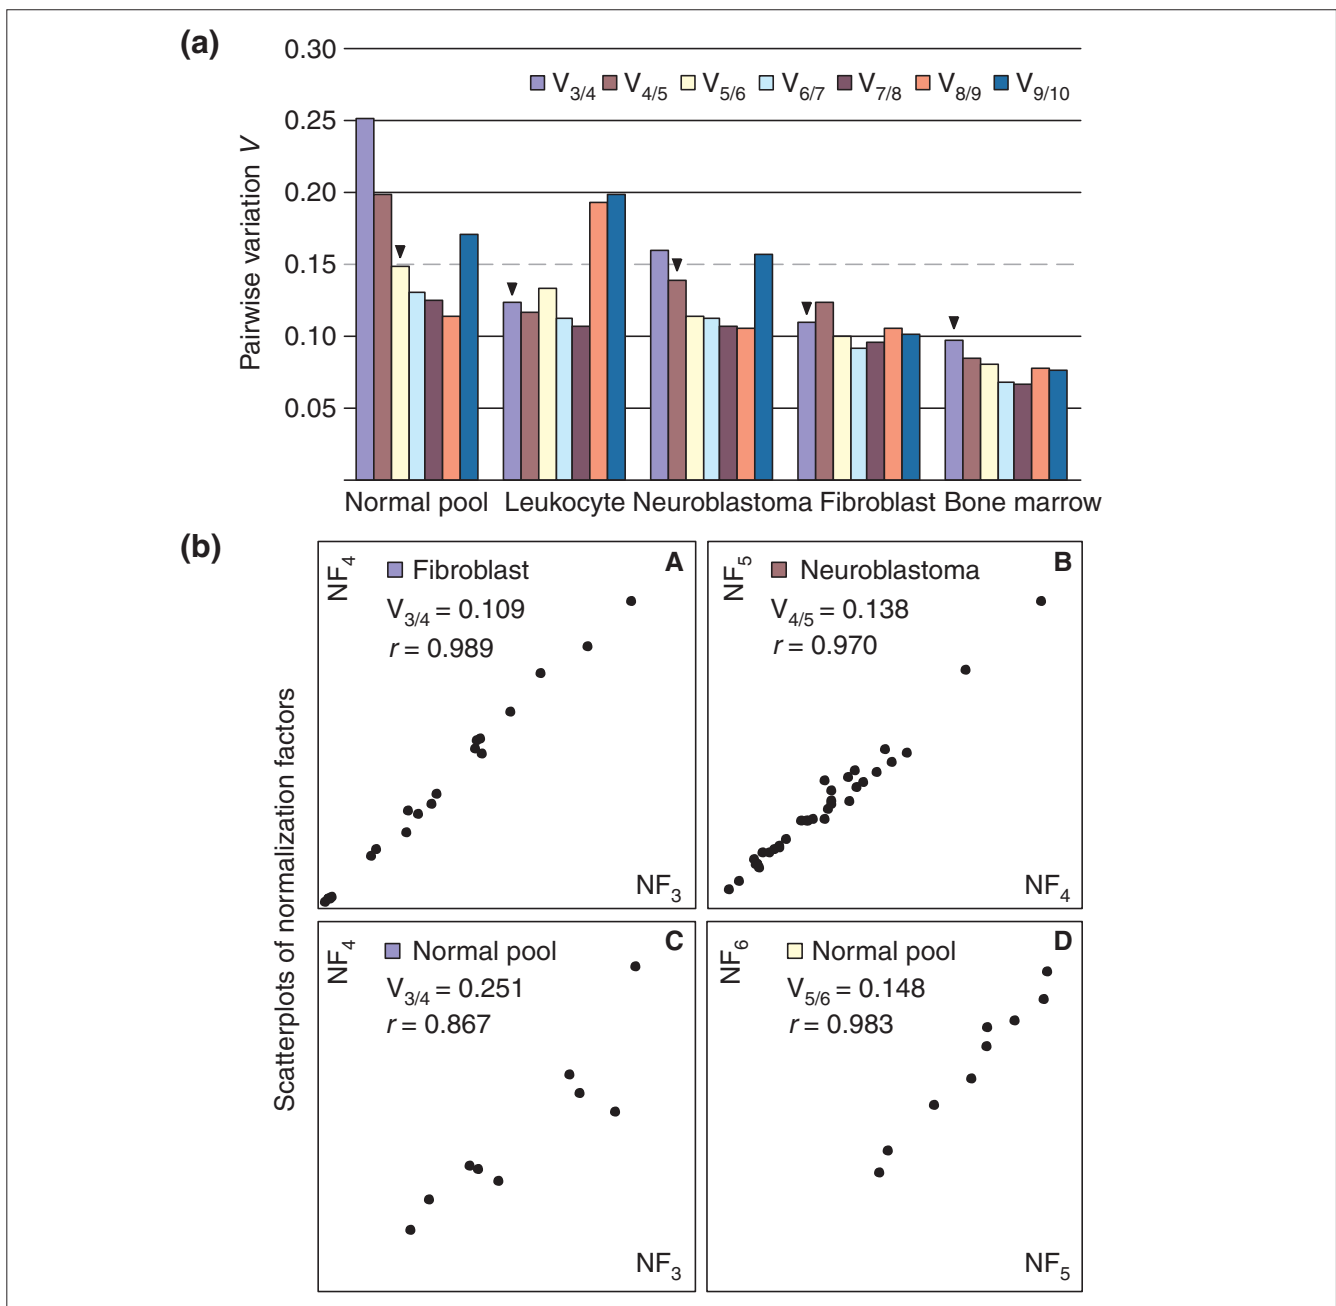 (a)
0.30
V3/4 V4/5 V5/6 V6/7 V7/8 V8/9 V9/10
0.25
0.20
0.15
0.10
0.05
Pairwise variation V
Normal pool Leukocyte Neuroblastoma Fibroblast Bone marrow
(b)
Scatterplots of normalization factors
NF4
Fibroblast
A
V3/4 = 0.109
r = 0.989
NF3
NF5
Neuroblastoma
B
V4/5 = 0.138
r = 0.970
NF4
NF4
Normal pool
C
V3/4 = 0.251
r = 0.867
NF3
NF6
Normal pool
D
V5/6 = 0.148
r = 0.983
NF5